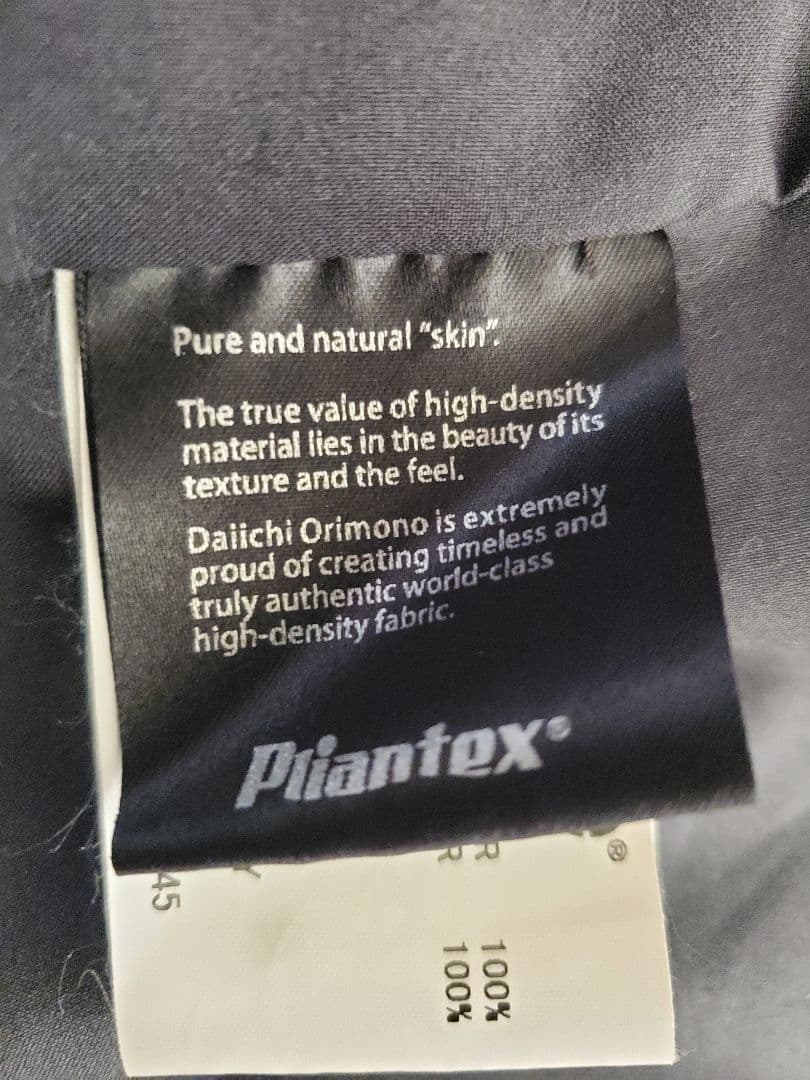 Pure and natural "skin".
The true value of high-density
material lies in the beauty of its
texture and the feel.
Daiichi Orimono is extremely
proud of creating timeless and
truly authentic world-class
high-density fabric.
Pliantex®
®
R 100%
R 100%
Y
45